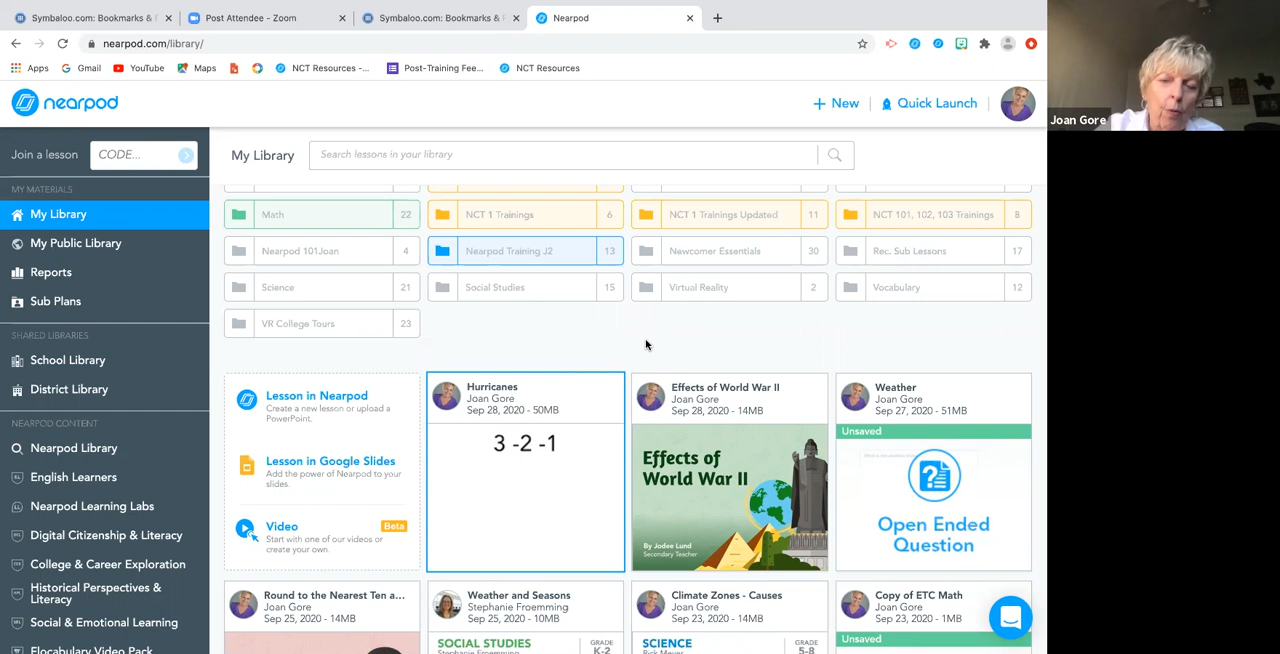 Symbaloo.com: Bookmarks & F
Post Attendee - Zoom
Symbaloo.com: Bookmarks & F
Nearpod
nearpod.com/library/
Apps
Gmail
YouTube
Maps
NCT Resources -...
Post-Training Fee...
NCT Resources
nearpod
New
Quick Launch
Joan Gore
Join a lesson
CODE...
My Library
Search lessons in your library
MY MATERIALS
My Library
My Public Library
Reports
Sub Plans
SHARED LIBRARIES
School Library
District Library
NEARPOD CONTENT
Nearpod Library
English Learners
Nearpod Learning Labs
Digital Citizenship & Literacy
College & Career Exploration
Historical Perspectives &
Literacy
Social & Emotional Learning
Flocabulary Video Pack
Math 22
NCT 1 Trainings 6
NCT 1 Trainings Updated 11
NCT 101, 102, 103 Trainings 8
Nearpod 101Joan 4
Nearpod Training J2 13
Newcomer Essentials 30
Rec. Sub Lessons 17
Science 21
Social Studies 15
Virtual Reality 2
Vocabulary 12
VR College Tours 23
Lesson in Nearpod
Create a new lesson or upload a
PowerPoint.
Lesson in Google Slides
Add the power of Nearpod to your
slides.
Video
Beta
Start with one of our videos or
create your own.
Hurricanes
Joan Gore
Sep 28, 2020 - 50MB
3 -2 -1
Effects of World War II
Joan Gore
Sep 28, 2020 - 14MB
Effects of
World War II
By Jodee Lund
Secondary Teacher
Weather
Joan Gore
Sep 27, 2020 - 51MB
Unsaved
Open Ended
Question
Round to the Nearest Ten a...
Joan Gore
Sep 25, 2020 - 14MB
Weather and Seasons
Stephanie Froemming
Sep 25, 2020 - 10MB
SOCIAL STUDIES
Stephanie Froemming
GRADE
K-2
Climate Zones - Causes
Joan Gore
Sep 23, 2020 - 14MB
SCIENCE
Rick Meyer
GRADE
5-8
Copy of ETC Math
Joan Gore
Sep 23, 2020 - 1MB
Unsaved